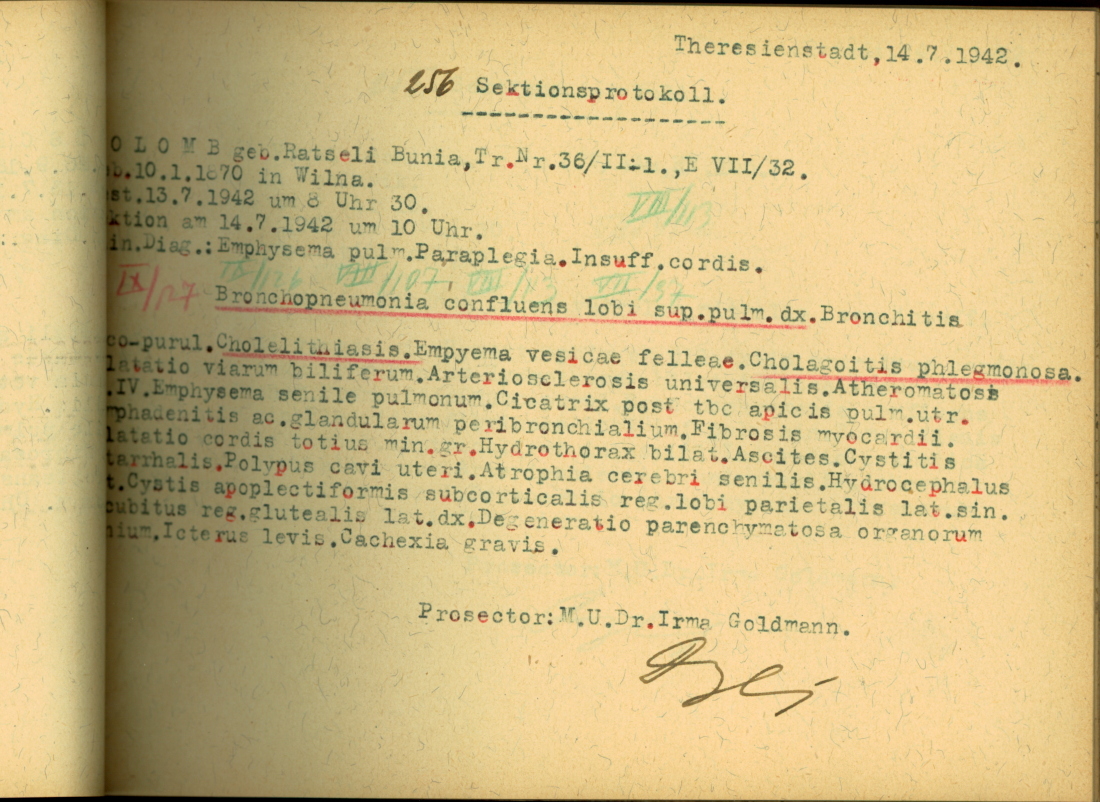 Theresienstadt,14.7.1942.
256 Sektionsprotokoll.
O L O M B geb.Ratseli Bunia,Tr.Nr.36/II-1.,E VII/32.
b.10.1.1870 in Wilna.
st.13.7.1942 um 8 Uhr 30.
VIII/113
ktion am 14.7.1942 um 10 Uhr.
in.Diag.:Emphysema pulm.Paraplegia.Insuff.cordis.
IX/127
Bronchopneumonia confluens lobi sup.pulm.dx.Bronchitis
co-purul.Cholelithiasis.Empyema vesicae felleae.Cholagoitis phlegmonosa.
latatio viarum biliferum.Arteriosclerosis universalis.Atheromatosis
.IV.Emphysema senile pulmonum.Cicatrix post tbc apicis pulm.utr.
mphadenitis ac.glandularum peribronchialium.Fibrosis myocardii.
latatio cordis totius min.gr.Hydrothorax bilat.Ascites.Cystitis
tarrhalis.Polypus cavi uteri.Atrophia cerebri senilis.Hydrocephalus
t.Cystis apoplectiformis subcorticalis reg.lobi parietalis lat.sin.
cubitus reg.glutealis lat.dx.Degeneratio parenchymatosa organorum
nium.Icterus levis.Cachexia gravis.
Prosector:M.U.Dr.Irma Goldmann.